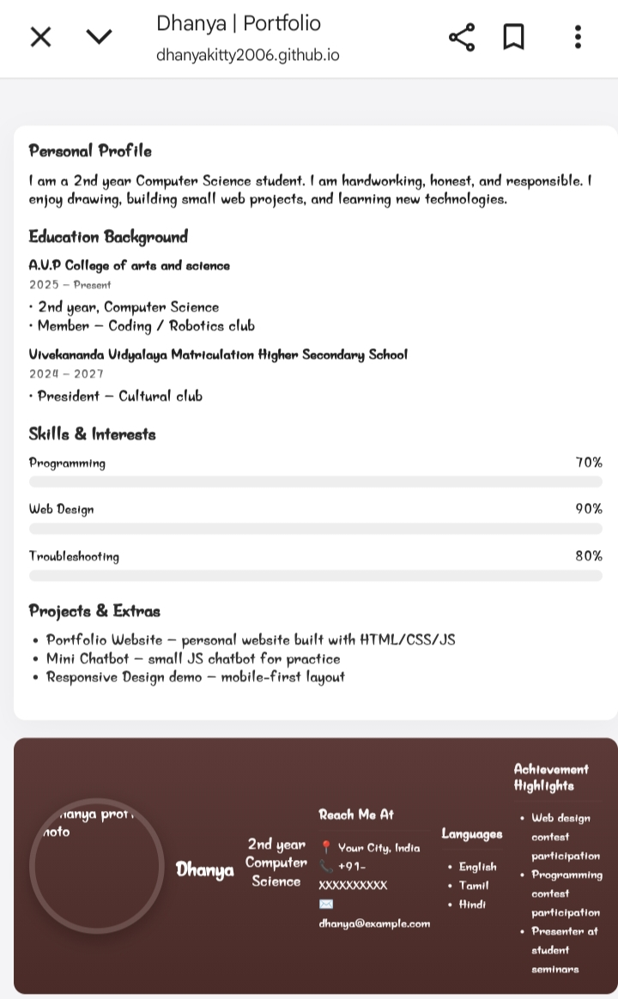 Dhanya | Portfolio
dhanyakitty2006.github.io
Personal Profile
I am a 2nd year Computer Science student. I am hardworking, honest, and responsible. I
enjoy drawing, building small web projects, and learning new technologies.
Education Background
A.V.P College of arts and science
2025 – Present
• 2nd year, Computer Science
• Member – Coding / Robotics club
Vivekananda Vidyalaya Matriculation Higher Secondary School
2024 – 2027
• President – Cultural club
Skills & Interests
Programming 70%
Web Design 90%
Troubleshooting 80%
Projects & Extras
• Portfolio Website – personal website built with HTML/CSS/JS
• Mini Chatbot – small JS chatbot for practice
• Responsive Design demo – mobile-first layout
Dhanya
2nd year
Computer
Science
Reach Me At
📍 Your City, India
📞 +91-
XXXXXXXXXX
✉️
dhanya@example.com
Languages
• English
• Tamil
• Hindi
Achievement
Highlights
• Web design
contest
participation
• Programming
contest
participation
• Presenter at
student
seminars